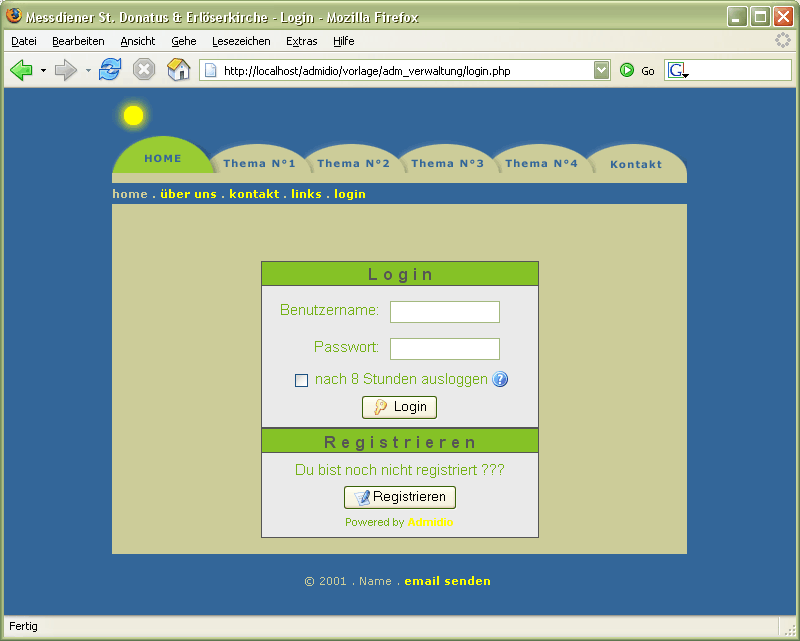 Messdiener St. Donatus & Erlöserkirche - Login - Mozilla Firefox
Datei Bearbeiten Ansicht Gehe Lesezeichen Extras Hilfe
http://localhost/admidio/vorlage/adm_verwaltung/login.php Go G
HOME Thema N°1 Thema N°2 Thema N°3 Thema N°4 Kontakt
home . über uns . kontakt . links . login
Login
Benutzername:
Passwort:
nach 8 Stunden ausloggen ?
Login
Registrieren
Du bist noch nicht registriert ???
Registrieren
Powered by Admidio
© 2001 . Name . email senden
Fertig